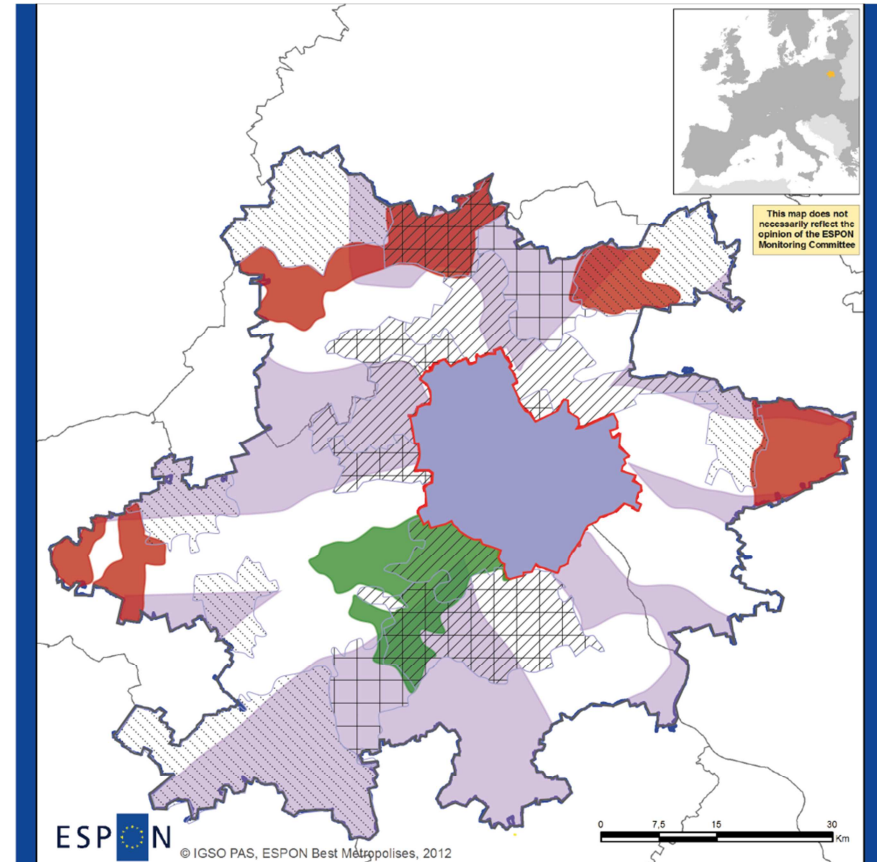 This map does not
necessarily reflect the
opinion of the ESPON
Monitoring Committee
0 7,5 15 30
Km
ESPON
© IGSO PAS, ESPON Best Metropolises, 2012